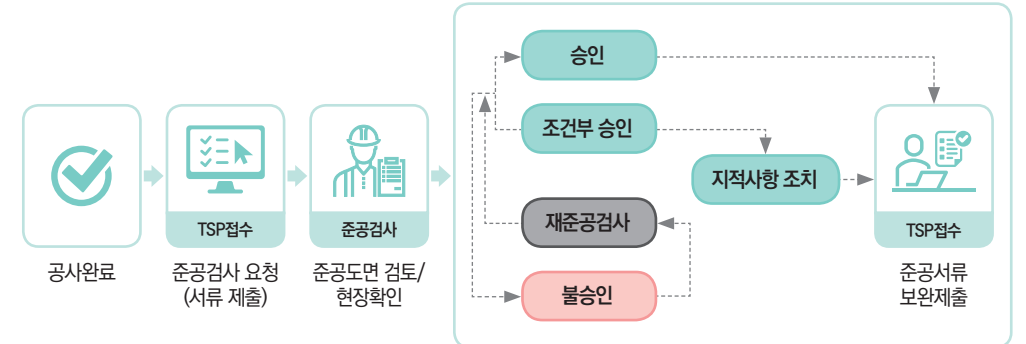 공사완료
TSP접수
준공검사 요청
(서류 제출)
준공검사
준공도면 검토/
현장확인
승인
조건부 승인
지적사항 조치
재준공검사
불승인
TSP접수
준공서류
보완제출